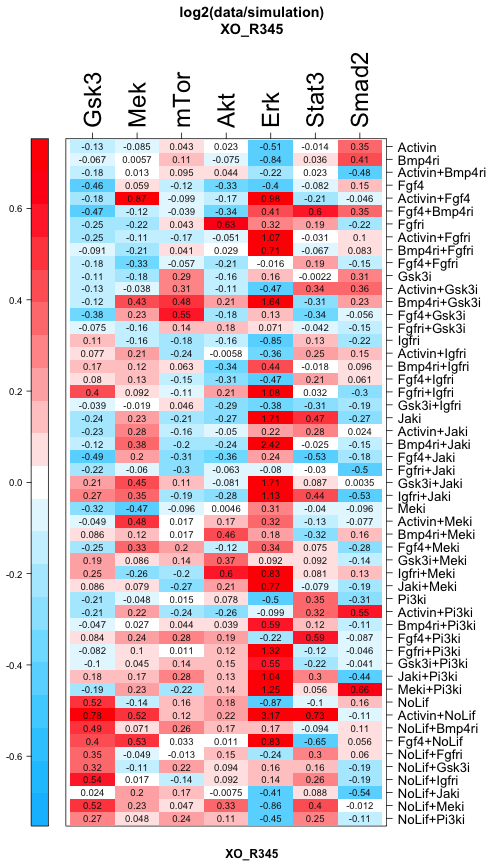 log2(data/simulation)
XO_R345
Gsk3 Mek mTor Akt Erk Stat3 Smad2
-0.13 -0.085 0.043 0.023 -0.51 -0.014 0.35 Activin
-0.067 0.0057 0.11 -0.075 -0.84 0.036 0.41 Bmp4ri
-0.18 0.013 0.095 0.044 -0.22 0.023 -0.48 Activin+Bmp4ri
-0.46 0.059 -0.12 -0.33 -0.4 -0.082 0.15 Fgf4
-0.18 0.87 -0.099 -0.17 0.98 -0.21 -0.046 Activin+Fgf4
-0.47 -0.12 -0.039 -0.34 0.41 0.6 0.35 Fgf4+Bmp4ri
-0.25 -0.22 0.043 0.63 0.32 0.19 -0.22 Fgfri
-0.25 -0.11 -0.17 -0.051 1.07 -0.031 0.1 Activin+Fgfri
-0.091 -0.21 0.041 0.029 0.71 -0.067 0.083 Bmp4ri+Fgfri
-0.18 -0.33 -0.057 -0.21 -0.016 0.19 -0.15 Fgf4+Fgfri
-0.11 -0.18 0.29 -0.16 0.16 -0.0022 0.31 Gsk3i
-0.13 -0.038 0.31 -0.11 -0.47 0.34 0.36 Activin+Gsk3i
-0.12 0.43 0.48 0.21 1.64 -0.31 0.23 Bmp4ri+Gsk3i
-0.38 0.23 0.55 -0.18 0.13 -0.34 -0.056 Fgf4+Gsk3i
-0.075 -0.16 0.14 0.18 0.071 -0.042 -0.15 Fgfri+Gsk3i
0.11 -0.16 -0.18 -0.16 -0.85 0.13 -0.22 Igfri
0.077 0.21 -0.24 -0.0058 -0.36 0.25 0.15 Activin+Igfri
0.17 0.12 0.063 -0.34 0.44 -0.018 0.096 Bmp4ri+Igfri
0.08 0.13 -0.15 -0.31 -0.47 0.21 0.061 Fgf4+Igfri
0.4 0.092 -0.11 0.21 1.08 0.032 -0.3 Fgfri+Igfri
-0.039 -0.019 0.046 -0.29 -0.38 -0.31 -0.19 Gsk3i+Igfri
-0.24 0.23 -0.24 -0.28 1.71 0.47 -0.27 Jaki
-0.23 0.28 -0.16 -0.05 0.22 0.28 0.024 Activin+Jaki
-0.12 0.38 -0.2 -0.22 2.42 -0.025 -0.15 Bmp4ri+Jaki
-0.49 0.2 -0.31 -0.36 0.24 -0.53 -0.18 Fgf4+Jaki
-0.22 -0.06 -0.3 -0.063 -0.08 -0.03 -0.5 Fgfri+Jaki
0.21 0.45 0.11 -0.081 1.71 0.087 0.0035 Gsk3i+Jaki
0.27 0.35 -0.19 -0.28 1.13 0.44 -0.53 Igfri+Jaki
-0.32 -0.47 -0.096 0.0046 0.31 -0.04 -0.096 Meki
-0.049 0.48 0.017 0.17 0.32 -0.13 -0.077 Activin+Meki
0.086 0.12 0.017 0.46 0.18 -0.32 0.16 Bmp4ri+Meki
-0.25 0.33 0.2 -0.12 0.34 0.075 -0.28 Fgf4+Meki
0.19 0.086 0.14 0.37 0.092 0.092 -0.14 Gsk3i+Meki
0.25 -0.26 -0.2 0.6 0.83 0.081 0.13 Igfri+Meki
0.086 0.079 -0.27 0.21 0.77 -0.079 -0.19 Jaki+Meki
-0.21 -0.048 0.015 0.078 -0.5 0.35 -0.31 Pi3ki
-0.21 0.22 -0.24 -0.26 -0.099 0.32 0.55 Activin+Pi3ki
-0.047 0.027 0.044 0.039 0.59 0.12 -0.11 Bmp4ri+Pi3ki
0.084 0.24 0.28 0.19 -0.22 0.59 -0.087 Fgf4+Pi3ki
-0.082 0.1 0.011 0.12 1.32 -0.12 -0.046 Fgfri+Pi3ki
-0.1 0.045 0.14 0.15 0.55 -0.22 -0.041 Gsk3i+Pi3ki
0.18 0.17 0.28 0.13 1.04 0.3 -0.44 Jaki+Pi3ki
-0.19 0.23 -0.22 0.14 1.25 0.056 0.56 Meki+Pi3ki
0.52 -0.14 0.16 0.18 -0.87 -0.1 0.16 NoLif
0.78 0.52 0.12 0.22 3.17 0.73 -0.11 Activin+NoLif
0.49 0.071 0.26 0.17 0.17 -0.094 0.11 NoLif+Bmp4ri
0.4 0.53 0.033 0.011 0.83 -0.65 0.056 Fgf4+NoLif
0.35 -0.049 -0.013 0.15 -0.24 0.3 0.06 NoLif+Fgfri
0.32 -0.11 0.22 0.094 0.16 0.16 -0.19 NoLif+Gsk3i
0.54 0.017 -0.14 0.092 0.14 0.26 -0.19 NoLif+Igfri
0.024 0.2 0.17 -0.0075 -0.41 0.088 -0.54 NoLif+Jaki
0.52 0.23 0.047 0.33 -0.86 0.4 -0.012 NoLif+Meki
0.27 0.048 0.24 0.11 -0.45 0.25 -0.11 NoLif+Pi3ki
0.6
0.4
0.2
0.0
-0.2
-0.4
-0.6
XO_R345